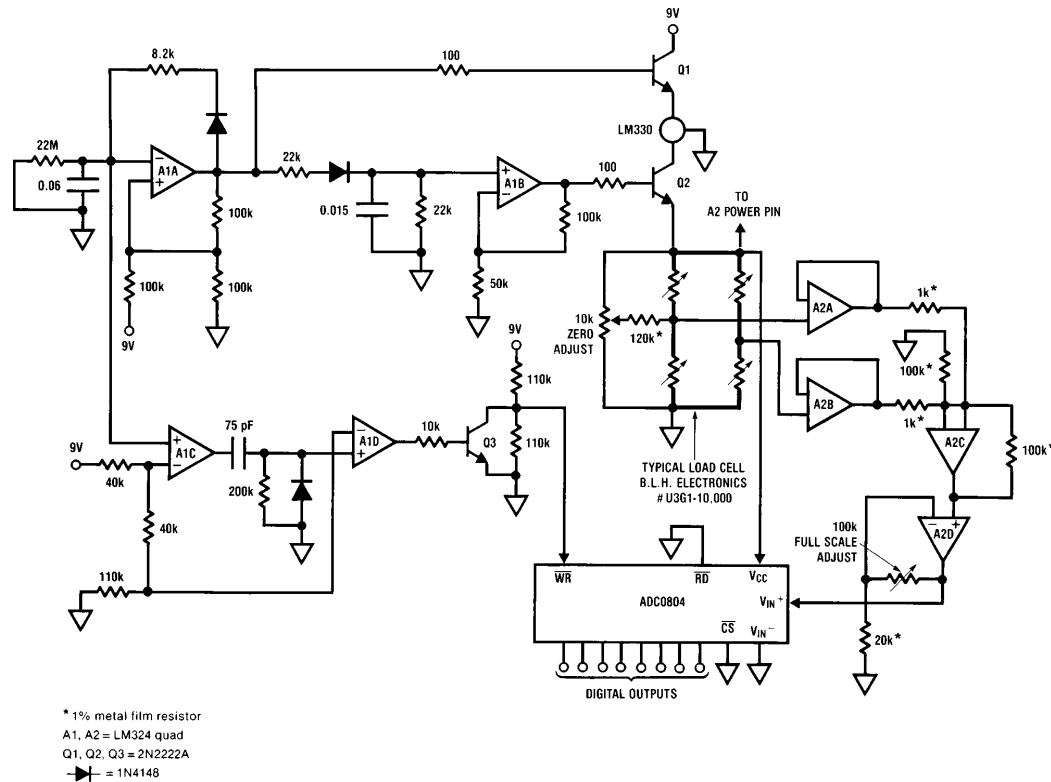 9V
8.2k
100
Q1
LM330
22M
0.06
A1A
−
+
22k
0.015
22k
+
−
A1B
100
Q2
100k
100k
100k
100k
50k
9V
TO
A2 POWER PIN
10k
ZERO
ADJUST
120k*
A2A
1k*
100k*
A2B
1k*
A2C
100k*
9V
110k
110k
75 pF
9V
+
−
A1C
40k
200k
−
+
A1D
10k
Q3
40k
110k
TYPICAL LOAD CELL
B.L.H. ELECTRONICS
# U3G1-10,000
− +
A2D
100k
FULL SCALE
ADJUST
20k*
WR
RD
VCC
ADC0804
VIN+
CS
VIN−
DIGITAL OUTPUTS
* 1% metal film resistor
A1, A2 = LM324 quad
Q1, Q2, Q3 = 2N2222A
= 1N4148